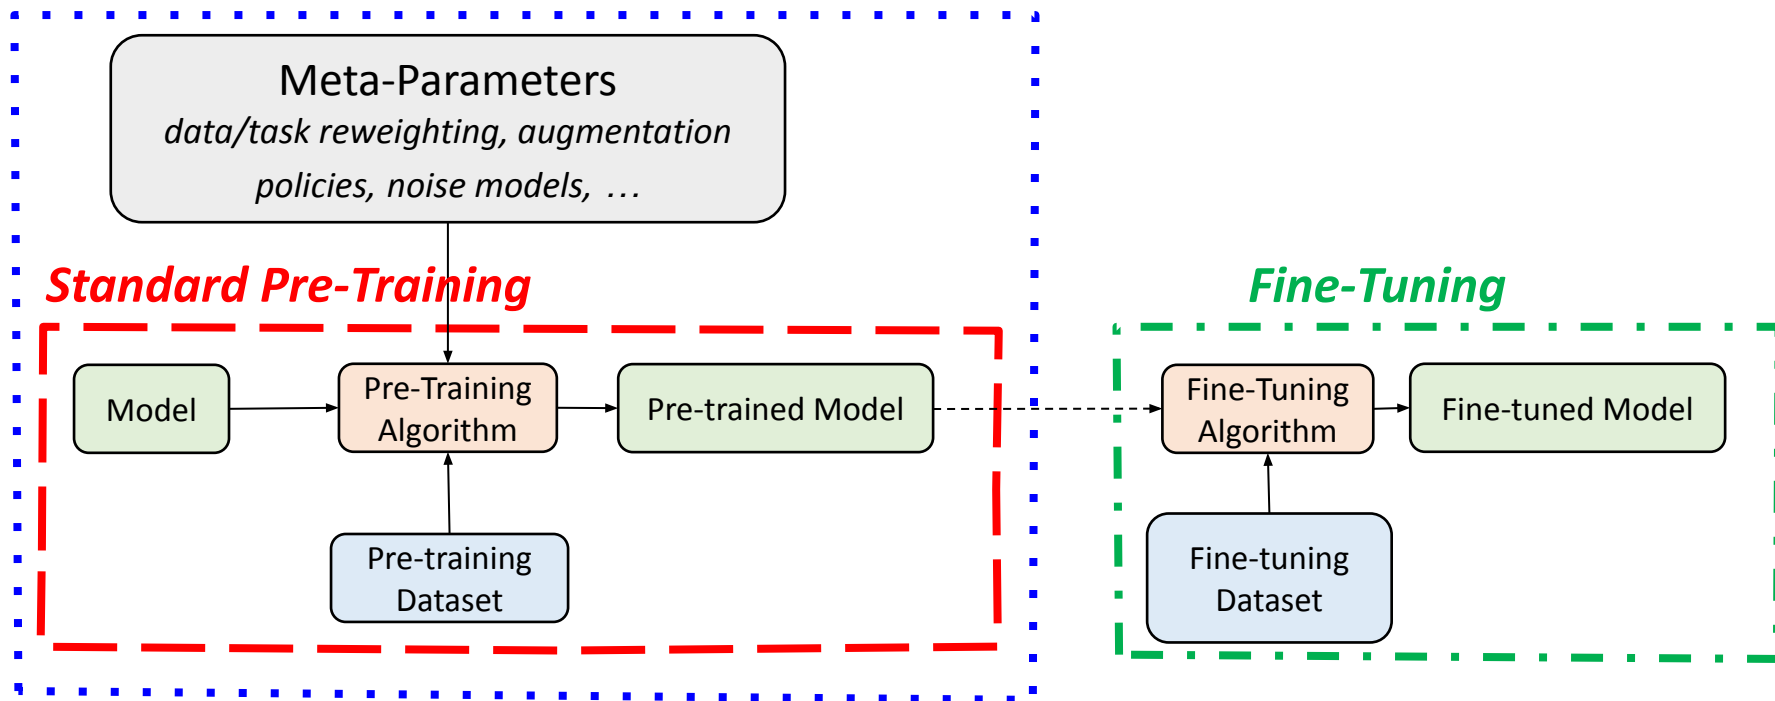 Meta-Parameters
data/task reweighting, augmentation
policies, noise models, …
Standard Pre-Training
Fine-Tuning
Model
Pre-Training
Algorithm
Pre-trained Model
Fine-Tuning
Algorithm
Fine-tuned Model
Pre-training
Dataset
Fine-tuning
Dataset